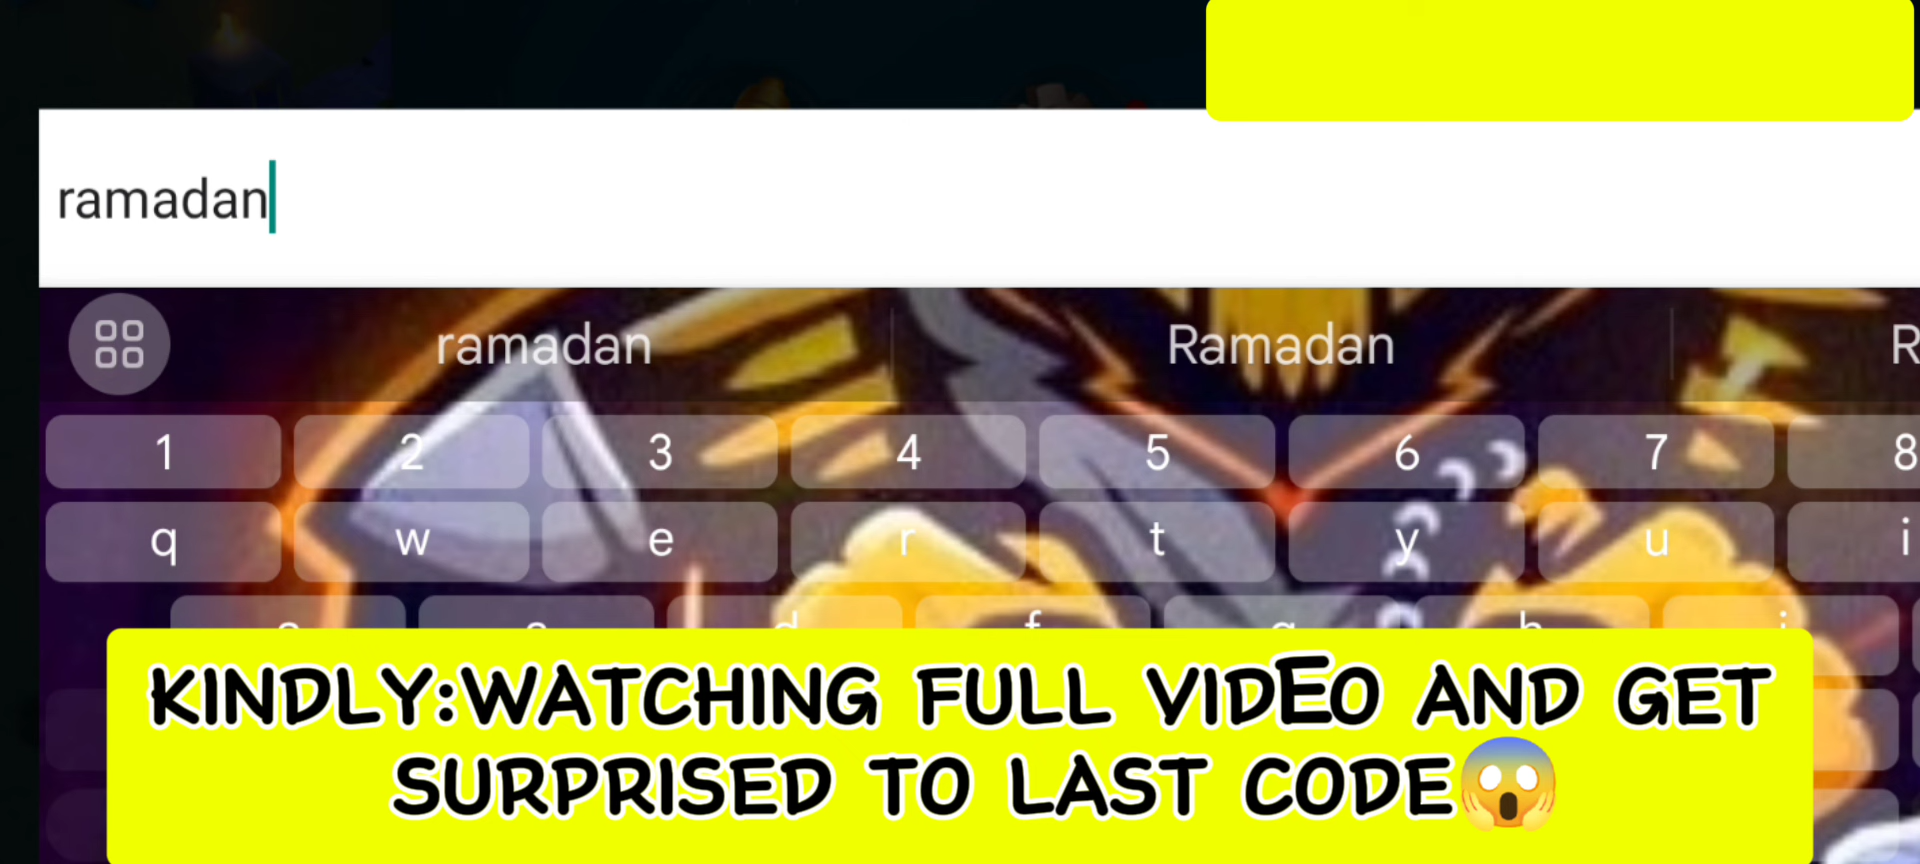 ramadan
ramadan Ramadan R
1 2 3 4 5 6 7 8
q w e r t y u i
d f g h j
KINDLY:WATCHING FULL VIDEO AND GET
SURPRISED TO LAST CODE😱